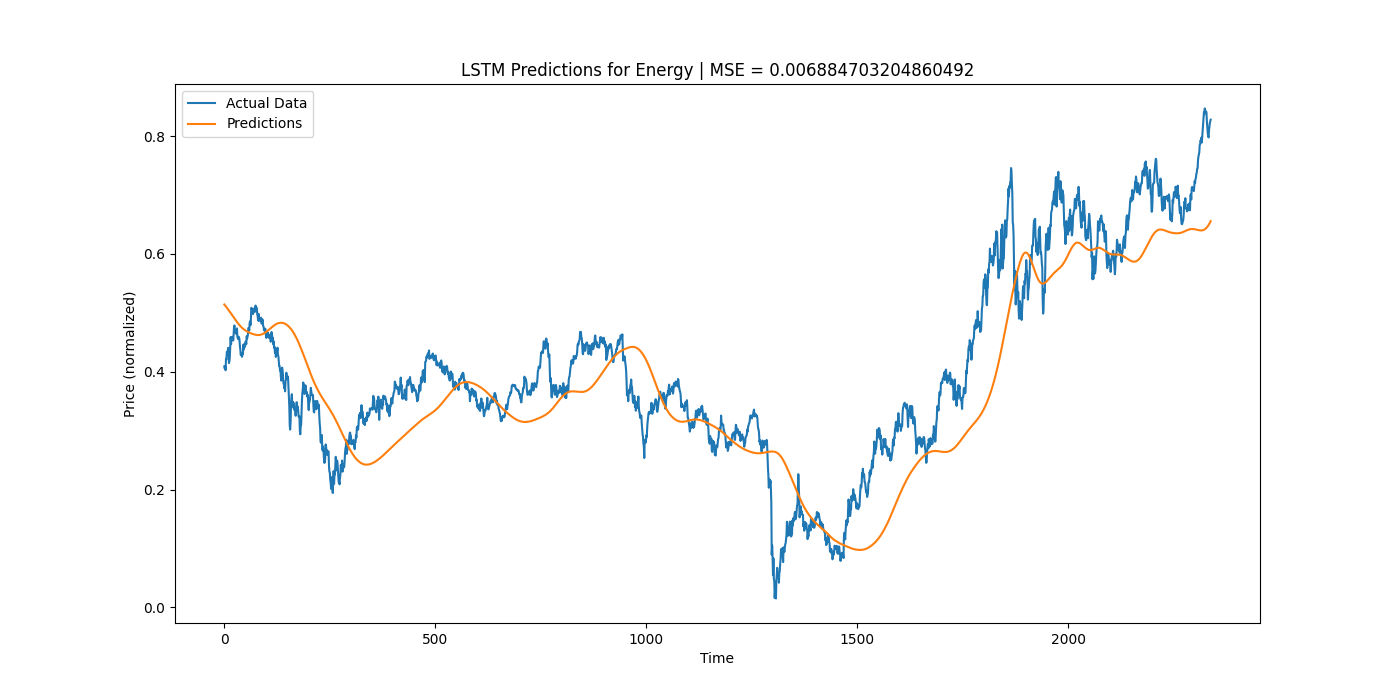 LSTM Predictions for Energy | MSE = 0.006884703204860492
Actual Data
Predictions
Price (normalized)
0.8
0.6
0.4
0.2
0.0
0
500
1000
1500
2000
Time